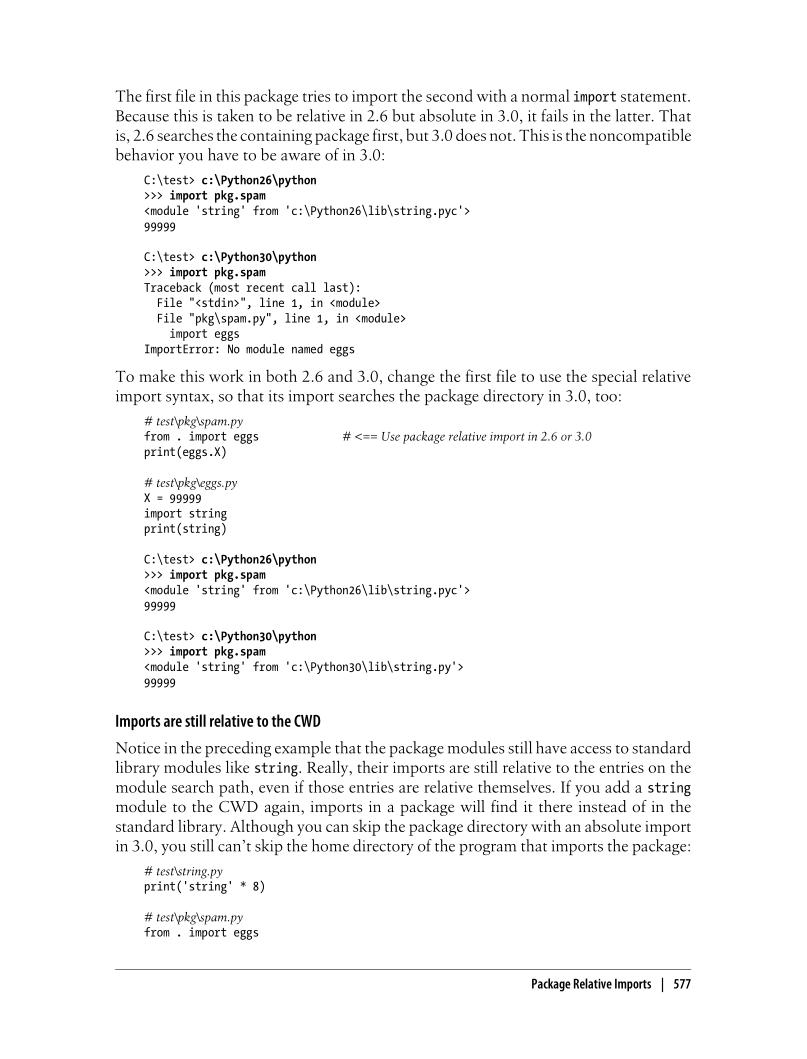 The first file in this package tries to import the second with a normal import statement.
Because this is taken to be relative in 2.6 but absolute in 3.0, it fails in the latter. That
is, 2.6 searches the containing package first, but 3.0 does not. This is the noncompatible
behavior you have to be aware of in 3.0:
C:\test> c:\Python26\python
>>> import pkg.spam
<module 'string' from 'c:\Python26\lib\string.pyc'>
99999
C:\test> c:\Python30\python
>>> import pkg.spam
Traceback (most recent call last):
  File "<stdin>", line 1, in <module>
  File "pkg\spam.py", line 1, in <module>
    import eggs
ImportError: No module named eggs
To make this work in both 2.6 and 3.0, change the first file to use the special relative
import syntax, so that its import searches the package directory in 3.0, too:
# test\pkg\spam.py
from . import eggs # <== Use package relative import in 2.6 or 3.0
print(eggs.X)
# test\pkg\eggs.py
X = 99999
import string
print(string)
C:\test> c:\Python26\python
>>> import pkg.spam
<module 'string' from 'c:\Python26\lib\string.pyc'>
99999
C:\test> c:\Python30\python
>>> import pkg.spam
<module 'string' from 'c:\Python30\lib\string.py'>
99999
Imports are still relative to the CWD
Notice in the preceding example that the package modules still have access to standard
library modules like string. Really, their imports are still relative to the entries on the
module search path, even if those entries are relative themselves. If you add a string
module to the CWD again, imports in a package will find it there instead of in the
standard library. Although you can skip the package directory with an absolute import
in 3.0, you still can't skip the home directory of the program that imports the package:
# test\string.py
print('string' * 8)
# test\pkg\spam.py
from . import eggs
Package Relative Imports | 577